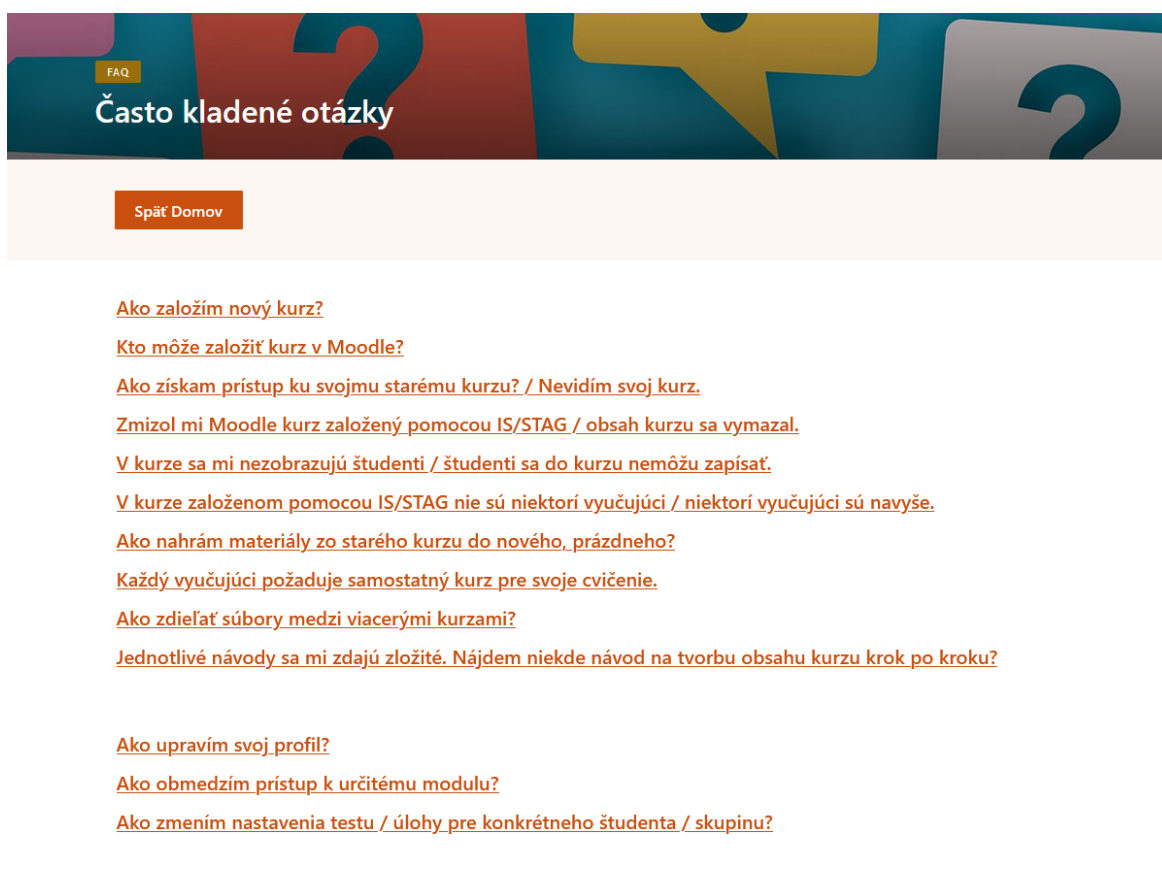 FAQ
Často kladené otázky
Späť Domov
Ako založím nový kurz?
Kto môže založiť kurz v Moodle?
Ako získam prístup ku svojmu starému kurzu? / Nevidím svoj kurz.
Zmizol mi Moodle kurz založený pomocou IS/STAG / obsah kurzu sa vymazal.
V kurze sa mi nezobrazujú študenti / študenti sa do kurzu nemôžu zapísať.
V kurze založenom pomocou IS/STAG nie sú niektorí vyučujúci / niektorí vyučujúci sú navyše.
Ako nahrám materiály zo starého kurzu do nového, prázdneho?
Každý vyučujúci požaduje samostatný kurz pre svoje cvičenie.
Ako zdieľať súbory medzi viacerými kurzami?
Jednotlivé návody sa mi zdajú zložité. Nájdem niekde návod na tvorbu obsahu kurzu krok po kroku?
Ako upravím svoj profil?
Ako obmedzím prístup k určitému modulu?
Ako zmením nastavenia testu / úlohy pre konkrétneho študenta / skupinu?